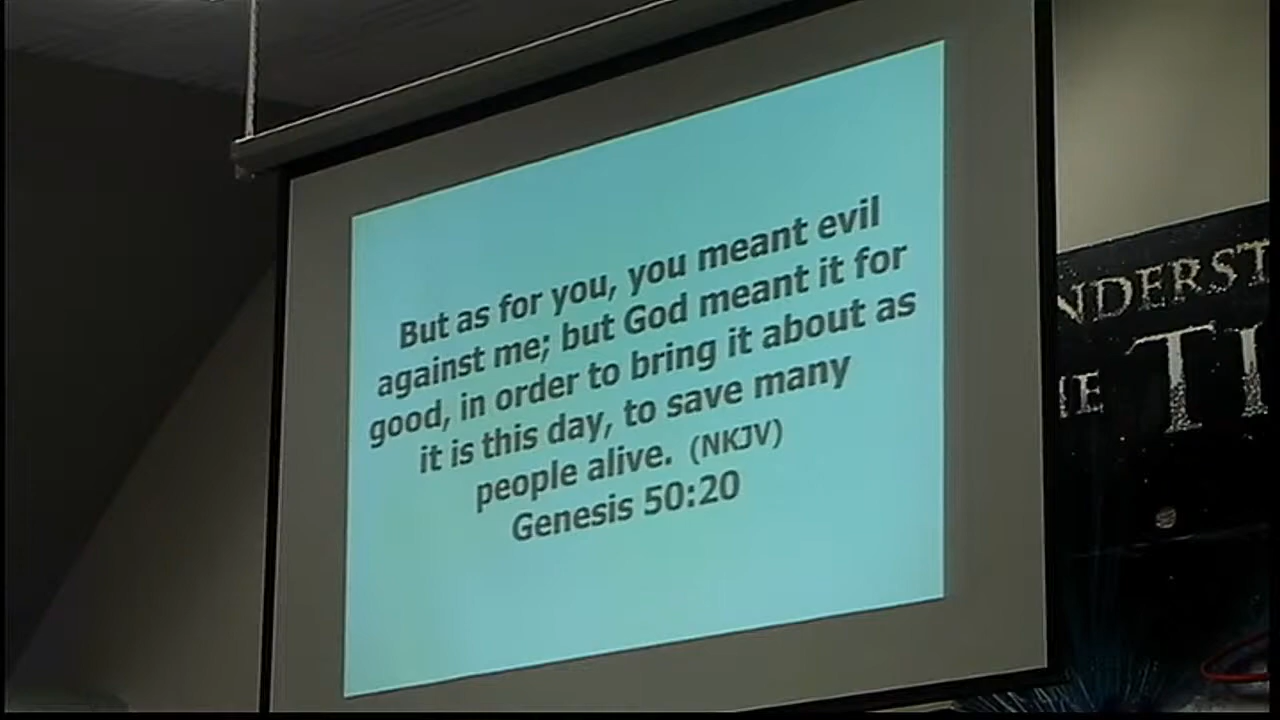 But as for you, you meant evil
against me; but God meant it for
good, in order to bring it about as
it is this day, to save many
people alive. (NKJV)
Genesis 50:20